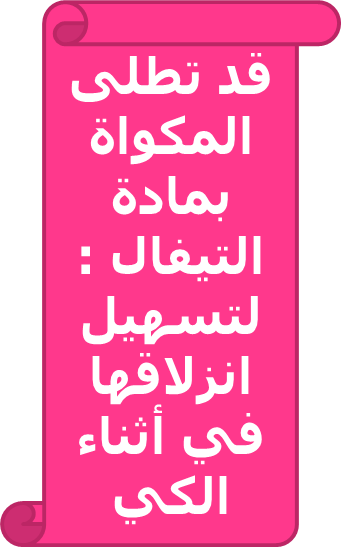 قد تطلى
المكواة
بمادة
التيفال :
لتسهيل
انزلاقها
في أثناء
الكي